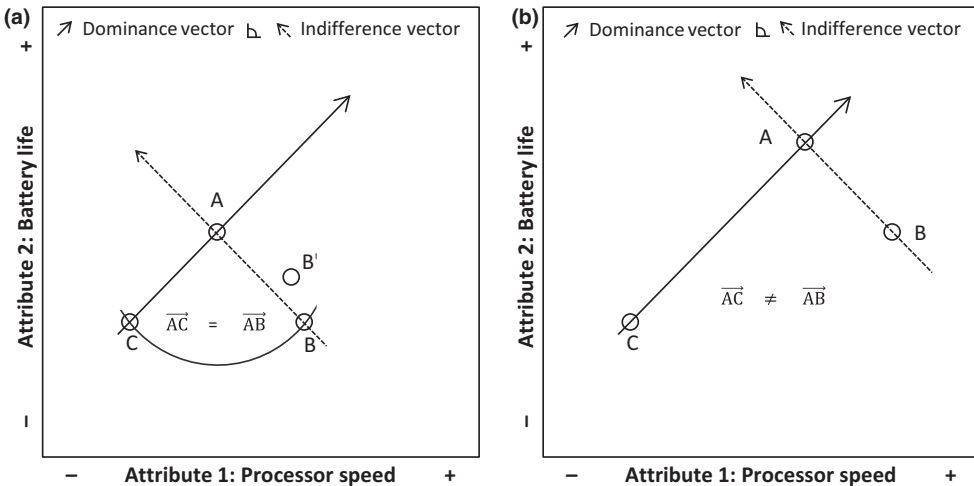 (a)
Dominance vector Indifference vector
+
Attribute 2: Battery life
–
A
B'
AC = AB
C
B
– Attribute 1: Processor speed +
(b)
Dominance vector Indifference vector
+
Attribute 2: Battery life
–
A
B
AC ≠ AB
C
– Attribute 1: Processor speed +